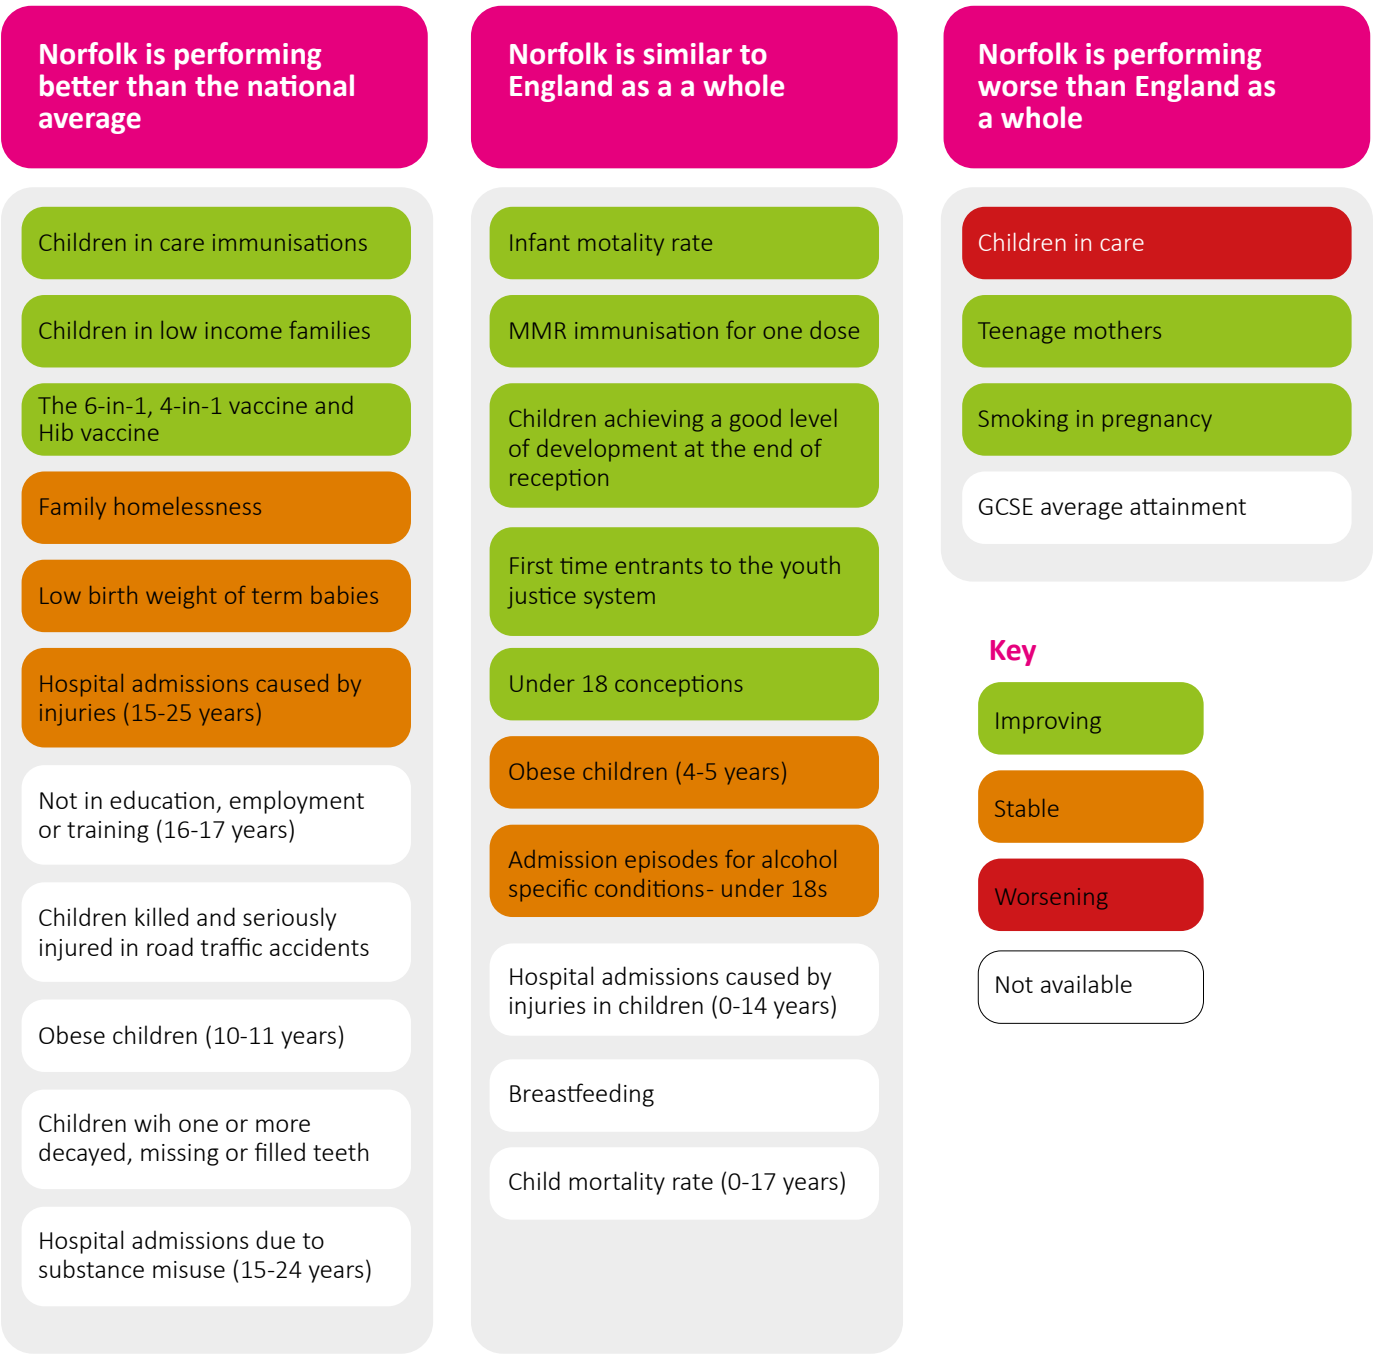 Norfolk is performing
better than the national
average
Children in care immunisations
Children in low income families
The 6-in-1, 4-in-1 vaccine and
Hib vaccine
Family homelessness
Low birth weight of term babies
Hospital admissions caused by
injuries (15-25 years)
Not in education, employment
or training (16-17 years)
Children killed and seriously
injured in road traffic accidents
Obese children (10-11 years)
Children wih one or more
decayed, missing or filled teeth
Hospital admissions due to
substance misuse (15-24 years)
Norfolk is similar to
England as a a whole
Infant motality rate
MMR immunisation for one dose
Children achieving a good level
of development at the end of
reception
First time entrants to the youth
justice system
Under 18 conceptions
Obese children (4-5 years)
Admission episodes for alcohol
specific conditions- under 18s
Hospital admissions caused by
injuries in children (0-14 years)
Breastfeeding
Child mortality rate (0-17 years)
Norfolk is performing
worse than England as
a whole
Children in care
Teenage mothers
Smoking in pregnancy
GCSE average attainment
Key
Improving
Stable
Worsening
Not available